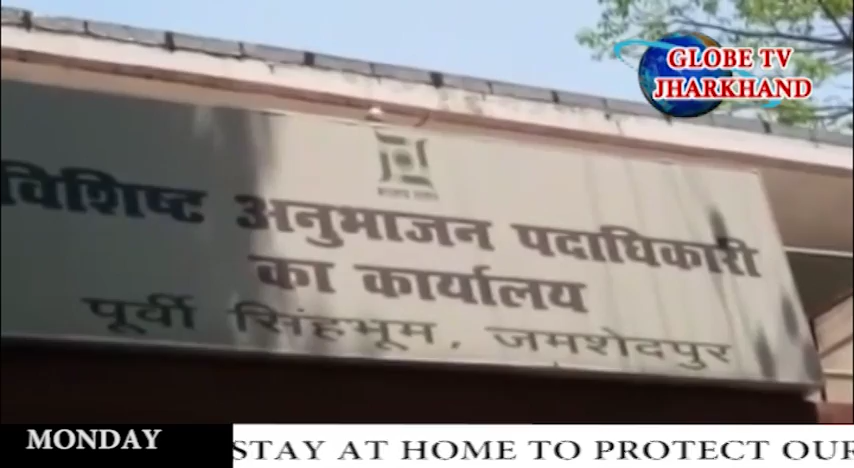 GLOBE TV
JHARKHAND
विशिष्ट अनुभाजन पदाधिकारी
का कार्यालय
पूर्वी सिंहभूम, जमशेदपुर
MONDAY
STAY AT HOME TO PROTECT OUR